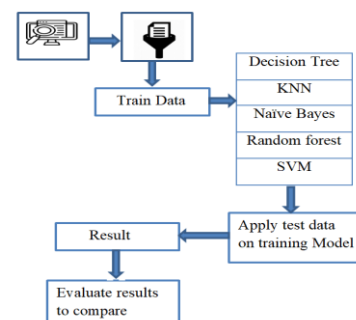 Decision Tree
KNN
Naïve Bayes
Random forest
SVM
Train Data
Apply test data
on training Model
Result
Evaluate results
to compare